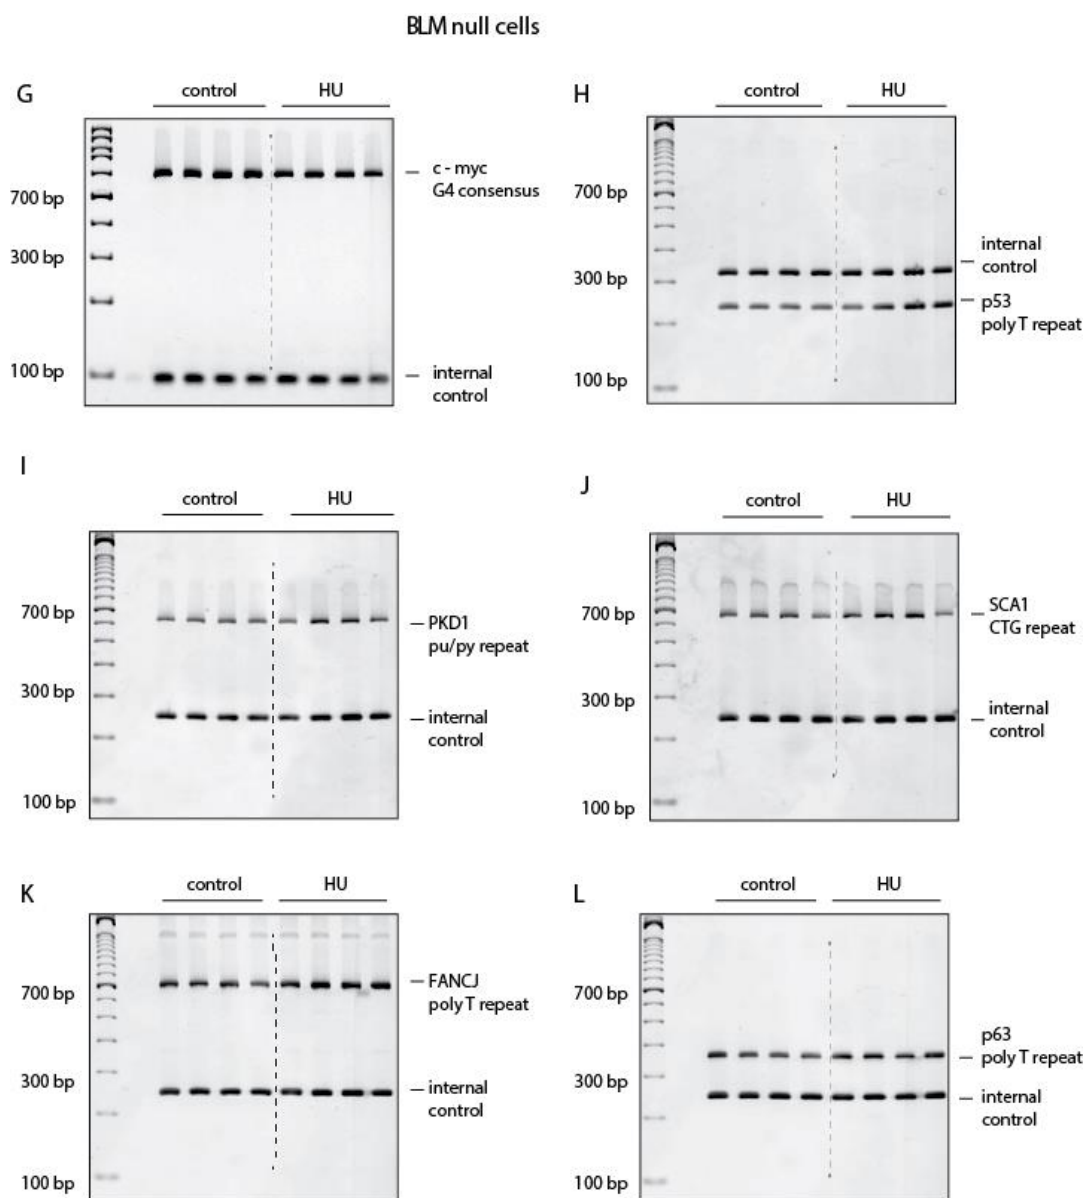 BLM null cells
G
control
HU
700 bp
300 bp
100 bp
c - myc
G4 consensus
internal
control
H
control
HU
700 bp
300 bp
100 bp
internal
control
p53
poly T repeat
I
control
HU
700 bp
300 bp
100 bp
PKD1
pu/py repeat
internal
control
J
control
HU
700 bp
300 bp
100 bp
SCA1
CTG repeat
internal
control
K
control
HU
700 bp
300 bp
100 bp
FANCJ
poly T repeat
internal
control
L
control
HU
700 bp
300 bp
100 bp
p63
poly T repeat
internal
control